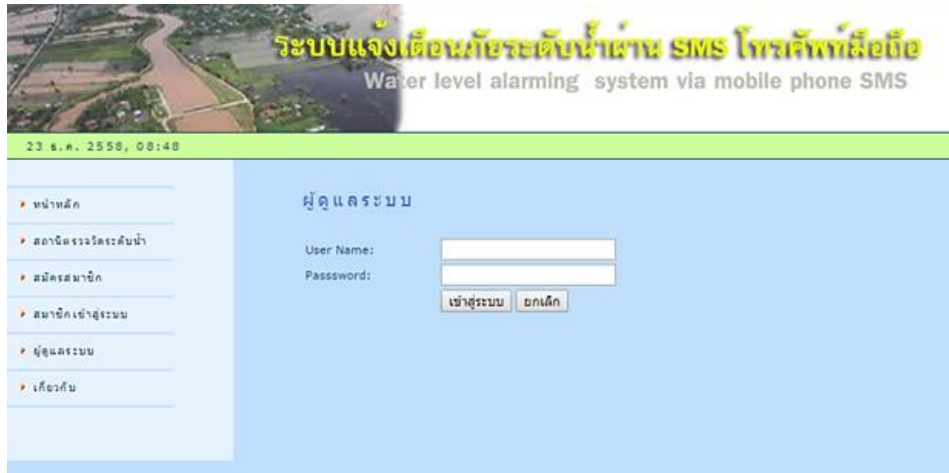 ระบบแจ้งเตือนภัยระดับน้ำผ่าน SMS โทรศัพท์มือถือ
Water level alarming system via mobile phone SMS
23 ธ.ค. 2558, 08:48
หน้าหลัก
สถานีตรวจวัดระดับน้ำ
สมัครสมาชิก
สมาชิกเข้าสู่ระบบ
ผู้ดูแลระบบ
เกี่ยวกับ
ผู้ดูแลระบบ
User Name:
Passsword:
เข้าสู่ระบบ ยกเลิก